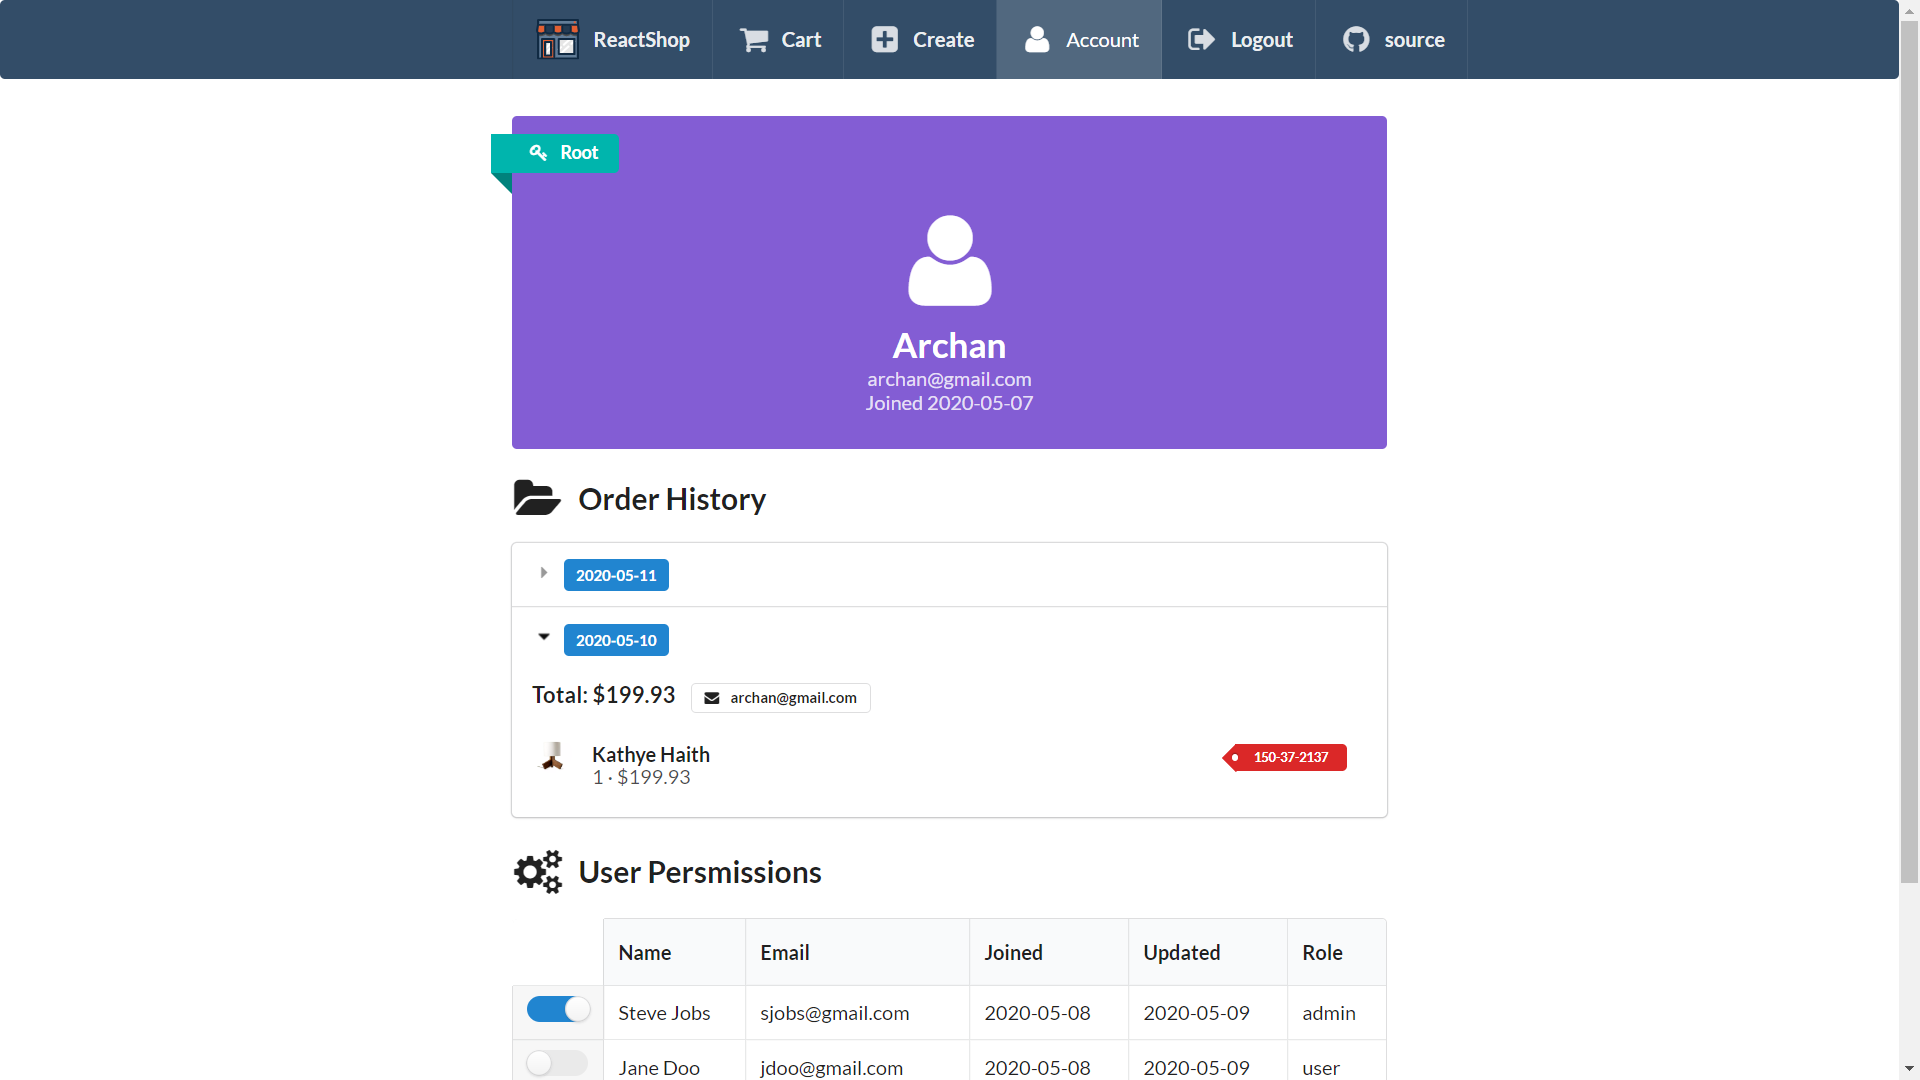 ReactShop Cart Create Account Logout source
Root
Archan
archan@gmail.com
Joined 2020-05-07
Order History
2020-05-11
2020-05-10
Total: $199.93 archan@gmail.com
Kathye Haith 150-37-2137
1 · $199.93
User Persmissions
Name Email Joined Updated Role
Steve Jobs sjobs@gmail.com 2020-05-08 2020-05-09 admin
Jane Doo jdoo@gmail.com 2020-05-08 2020-05-09 user